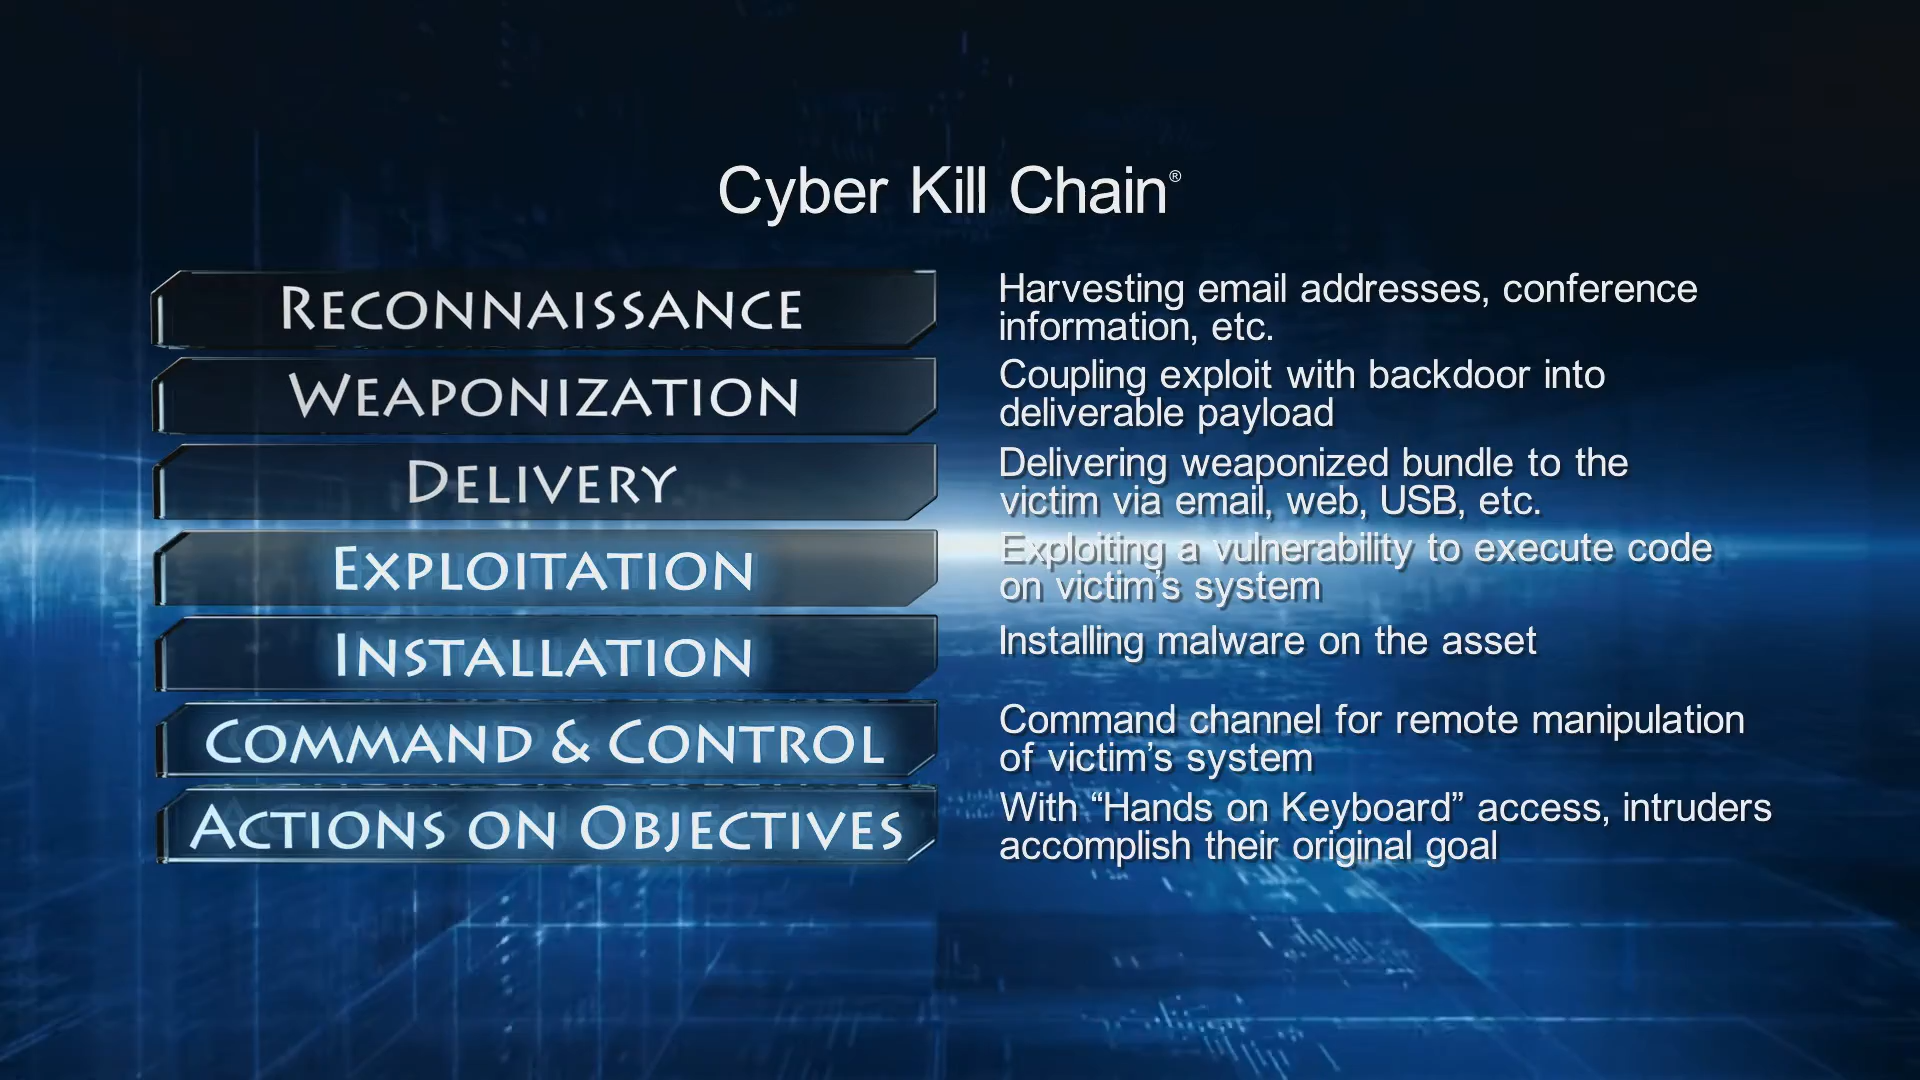 Cyber Kill Chain®
RECONNAISSANCE
Harvesting email addresses, conference
information, etc.
WEAPONIZATION
Coupling exploit with backdoor into
deliverable payload
DELIVERY
Delivering weaponized bundle to the
victim via email, web, USB, etc.
EXPLOITATION
Exploiting a vulnerability to execute code
on victim’s system
INSTALLATION
Installing malware on the asset
COMMAND & CONTROL
Command channel for remote manipulation
of victim’s system
ACTIONS ON OBJECTIVES
With “Hands on Keyboard” access, intruders
accomplish their original goal